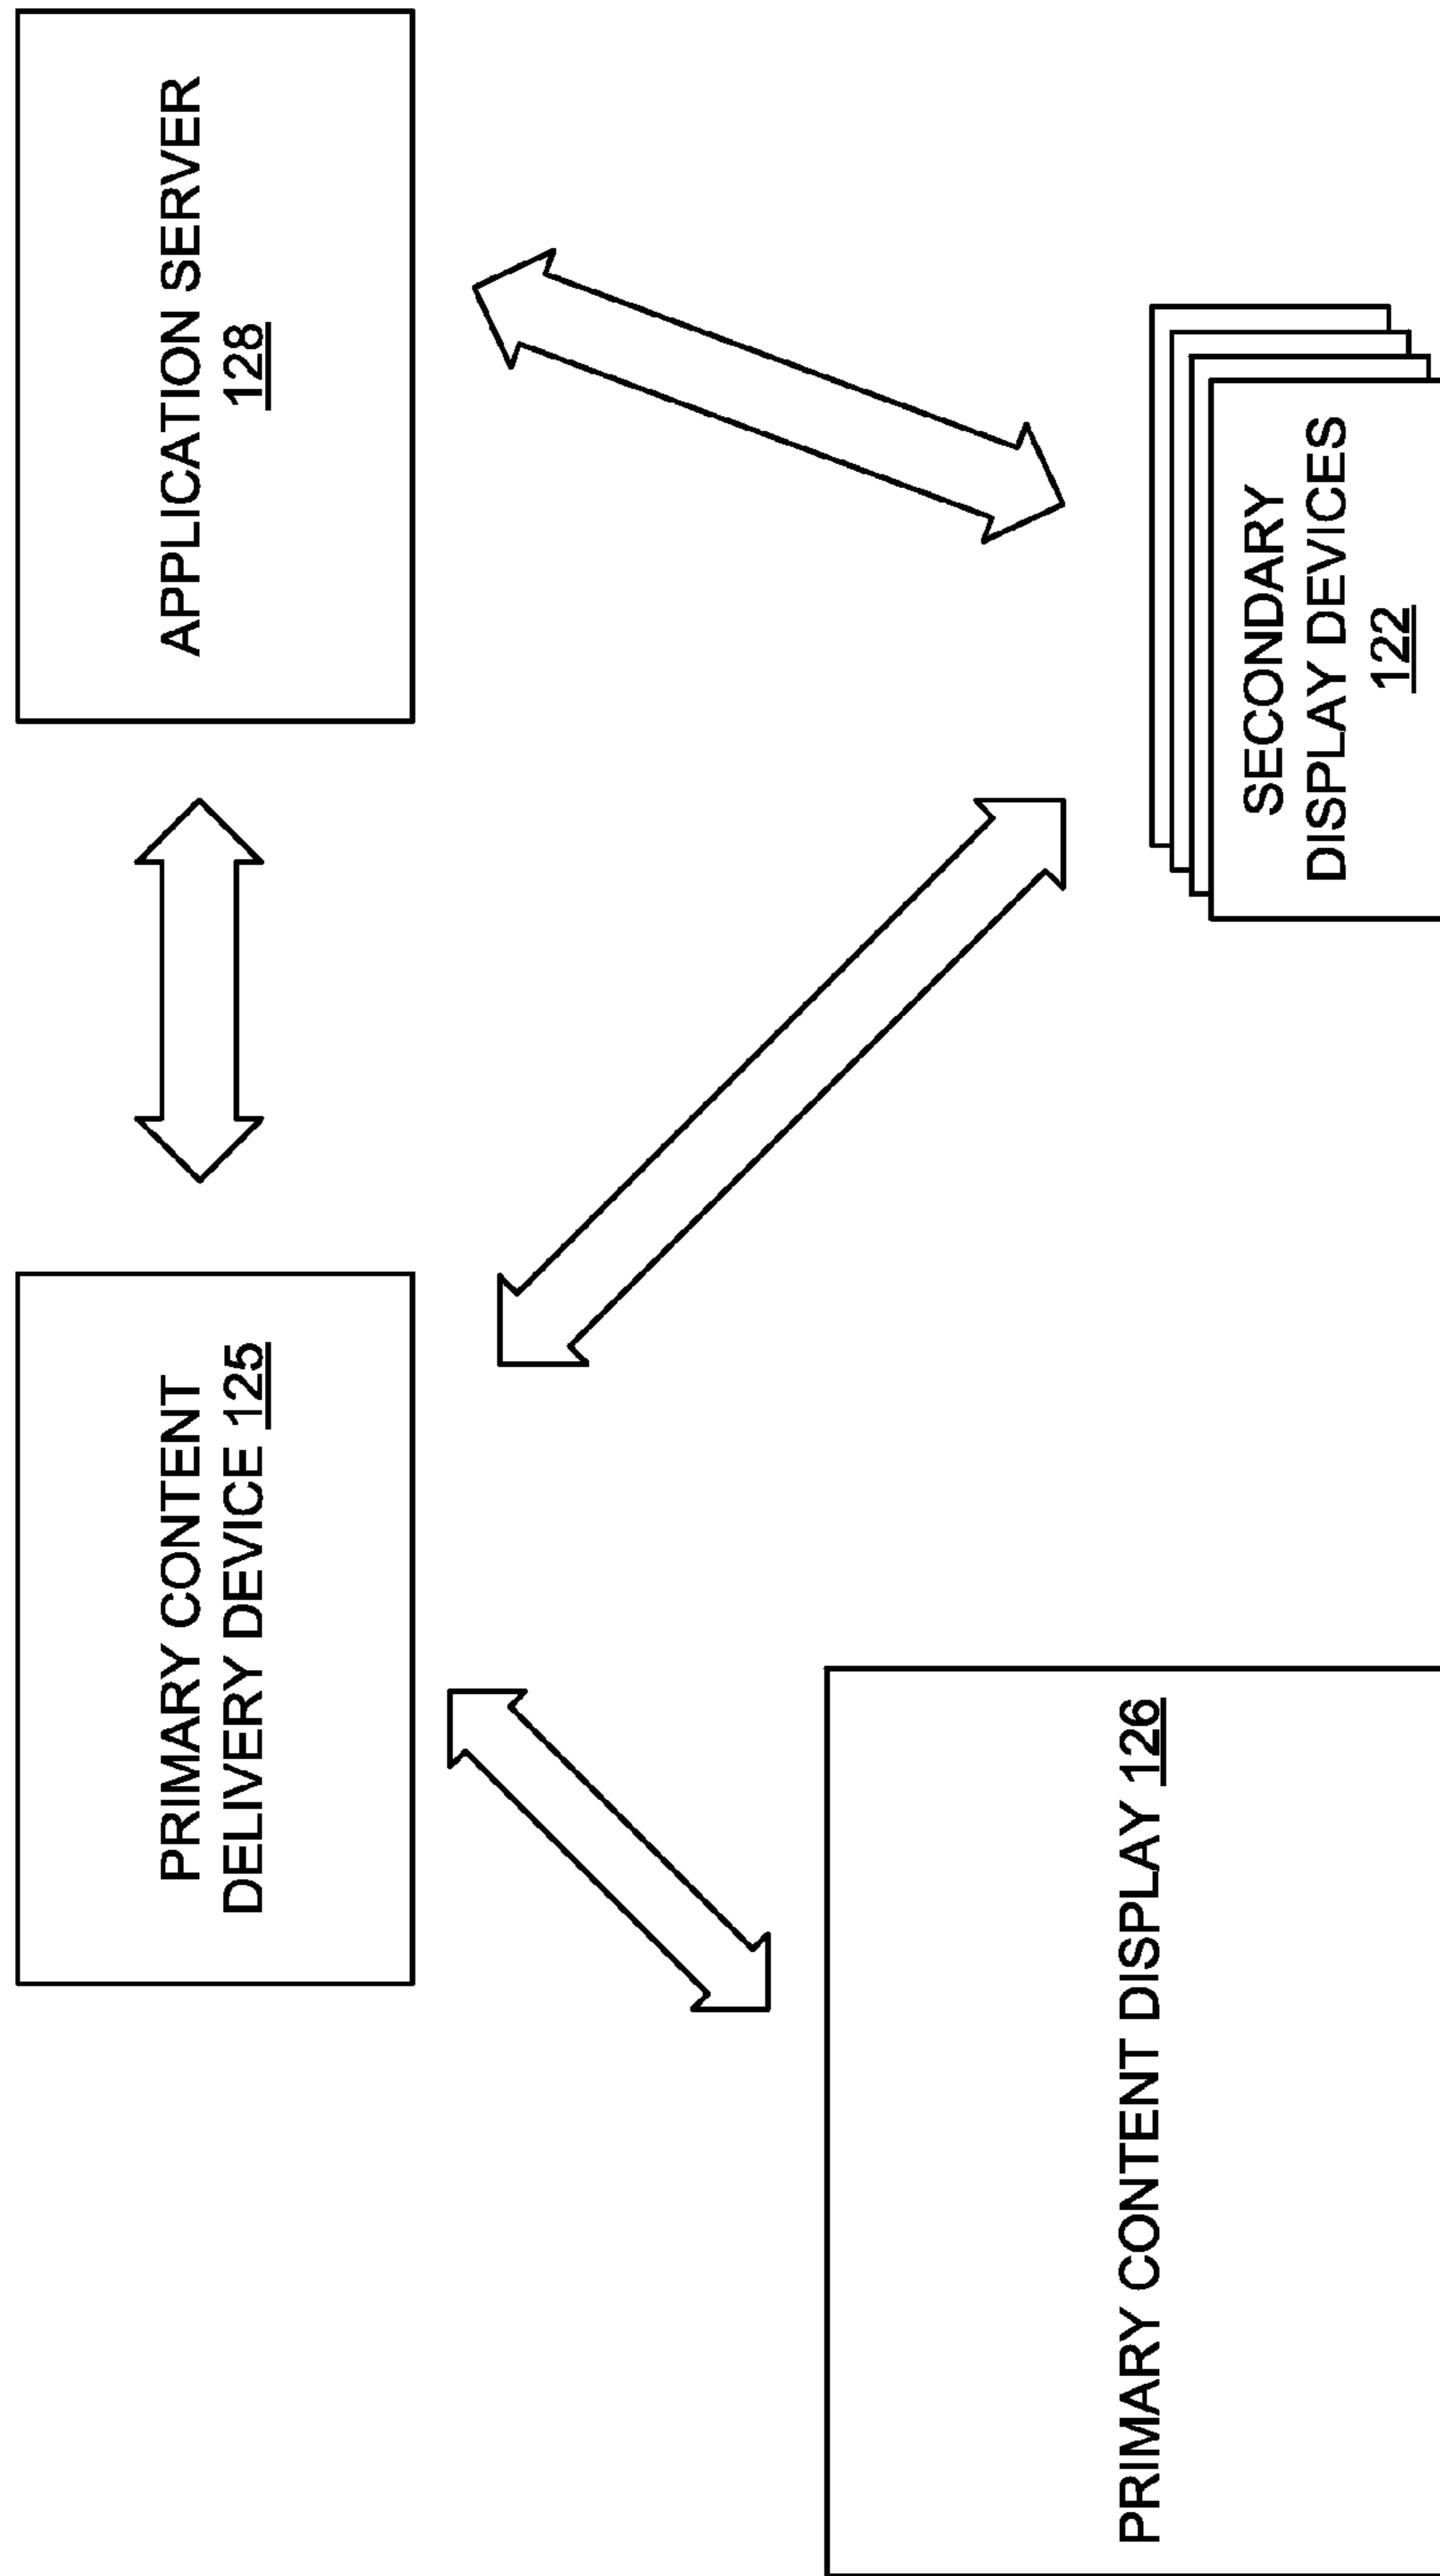 PRIMARY CONTENT
DELIVERY DEVICE 125
APPLICATION SERVER
128
PRIMARY CONTENT DISPLAY 126
SECONDARY
DISPLAY DEVICES
122